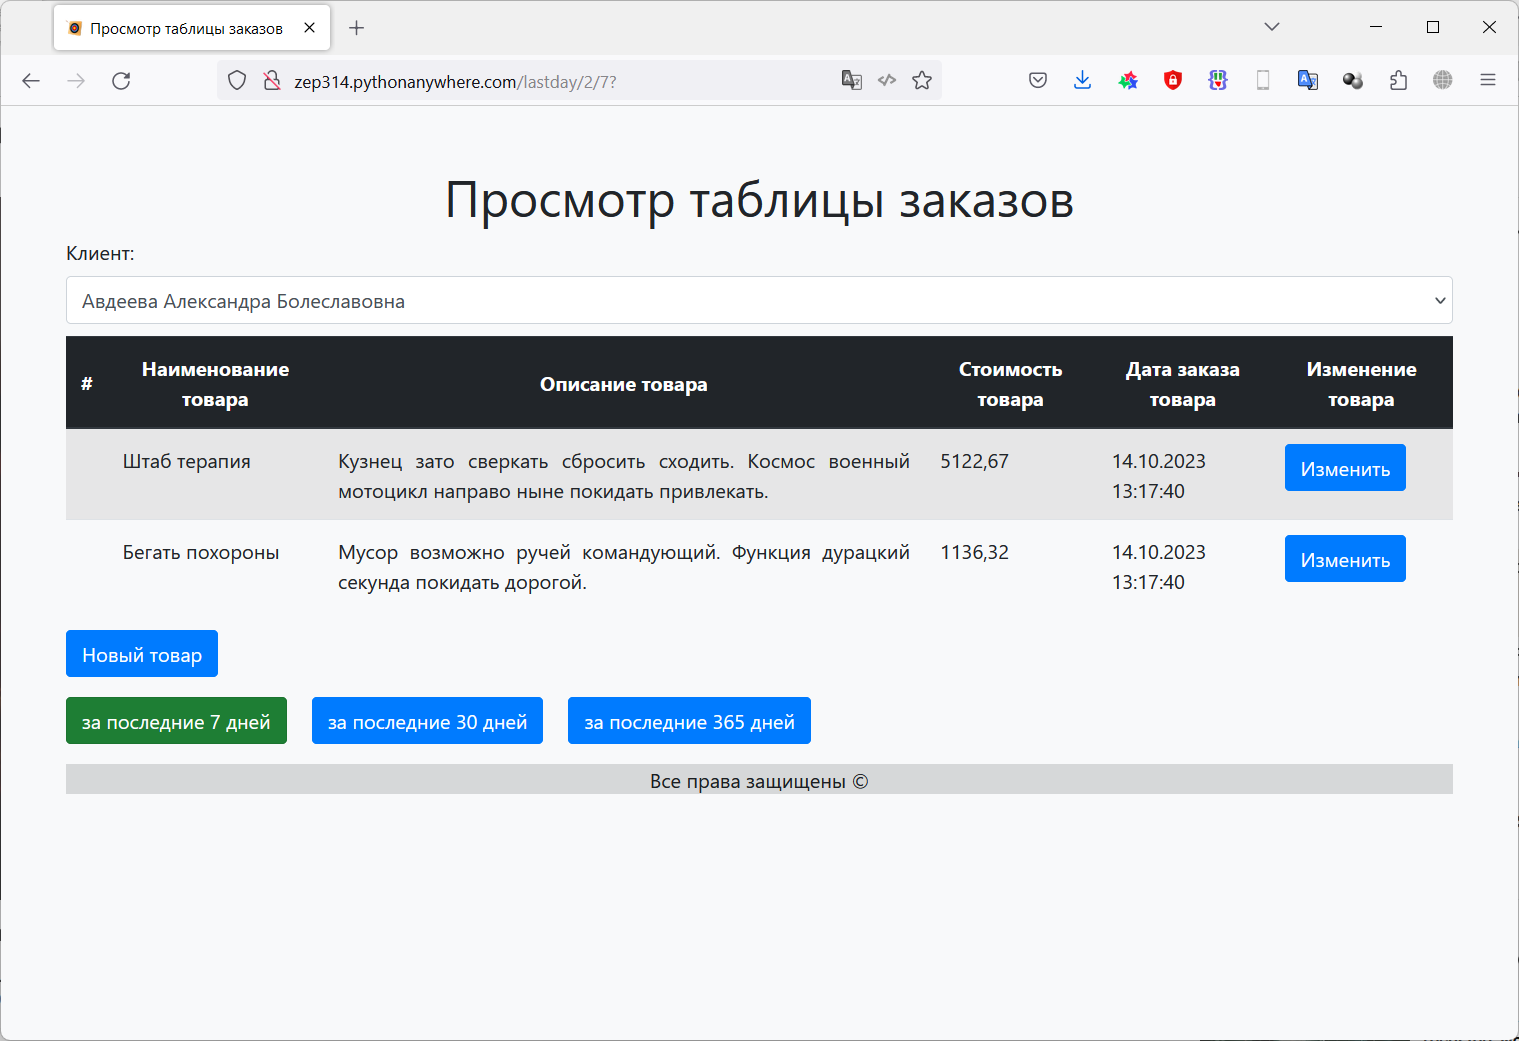 Просмотр таблицы заказов
zep314.pythonanywhere.com/lastday/2/7?
Просмотр таблицы заказов
Клиент:
Авдеева Александра Болеславовна
# Наименование товара Описание товара Стоимость товара Дата заказа товара Изменение товара
Штаб терапия Кузнец зато сверкать сбросить сходить. Космос военный 5122,67 14.10.2023 Изменить
мотоцикл направо ныне покидать привлекать. 13:17:40
Бегать похороны Мусор возможно ручей командующий. Функция дурацкий 1136,32 14.10.2023 Изменить
секунда покидать дорогой. 13:17:40
Новый товар
за последние 7 дней за последние 30 дней за последние 365 дней
Все права защищены ©